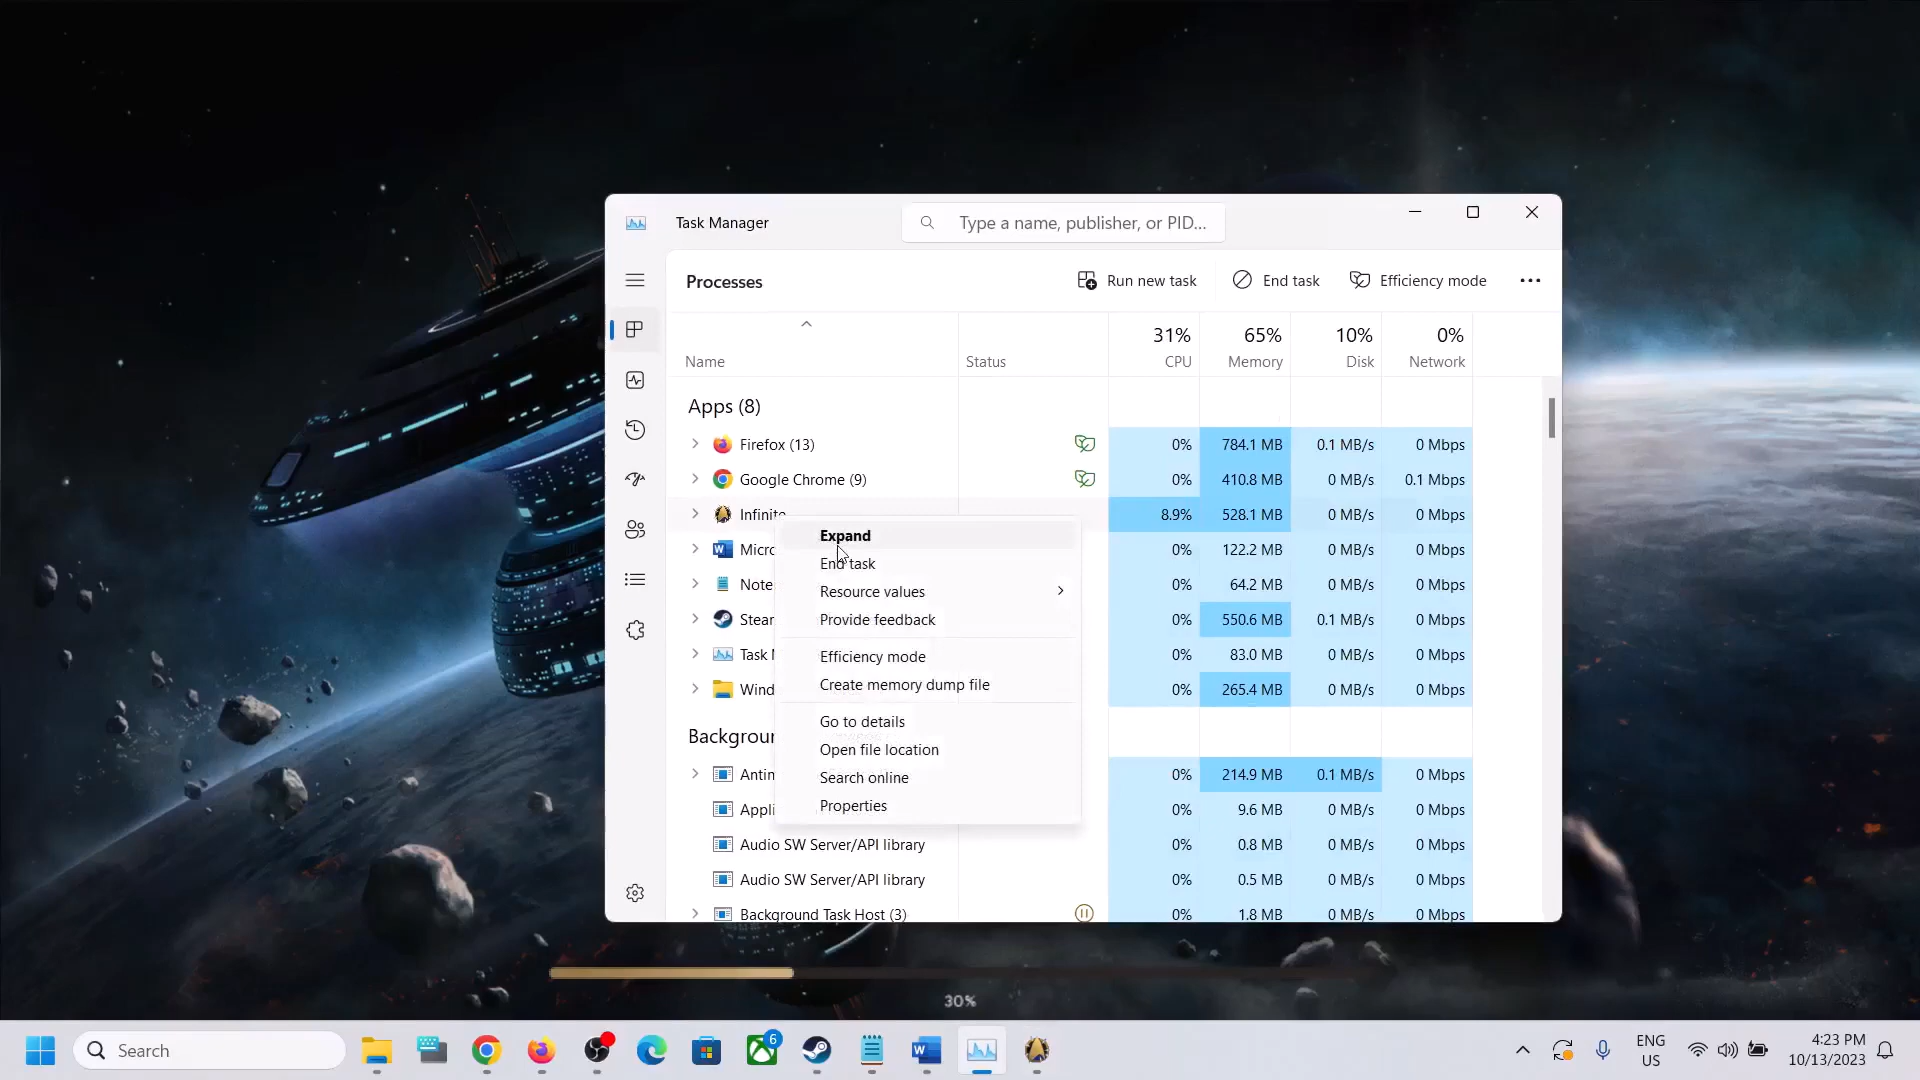 Task Manager
Type a name, publisher, or PID...
Processes
Run new task
End task
Efficiency mode
31%
65%
10%
0%
Name
Status
CPU
Memory
Disk
Network
Apps (8)
Firefox (13)
0%
784.1 MB
0.1 MB/s
0 Mbps
Google Chrome (9)
0%
410.8 MB
0 MB/s
0.1 Mbps
Infinite
8.9%
528.1 MB
0 MB/s
0 Mbps
Expand
Micro
0%
122.2 MB
0 MB/s
0 Mbps
End task
Note
0%
64.2 MB
0 MB/s
0 Mbps
Resource values
Stear
0%
550.6 MB
0.1 MB/s
0 Mbps
Provide feedback
Task M
0%
83.0 MB
0 MB/s
0 Mbps
Efficiency mode
Wind
0%
265.4 MB
0 MB/s
0 Mbps
Create memory dump file
Go to details
Backgroun
Open file location
Antim
0%
214.9 MB
0.1 MB/s
0 Mbps
Search online
Appli
0%
9.6 MB
0 MB/s
0 Mbps
Properties
Audio SW Server/API library
0%
0.8 MB
0 MB/s
0 Mbps
Audio SW Server/API library
0%
0.5 MB
0 MB/s
0 Mbps
Background Task Host (3)
0%
1.8 MB
0 MB/s
0 Mbps
30%
Search
6
ENG
US
4:23 PM
10/13/2023